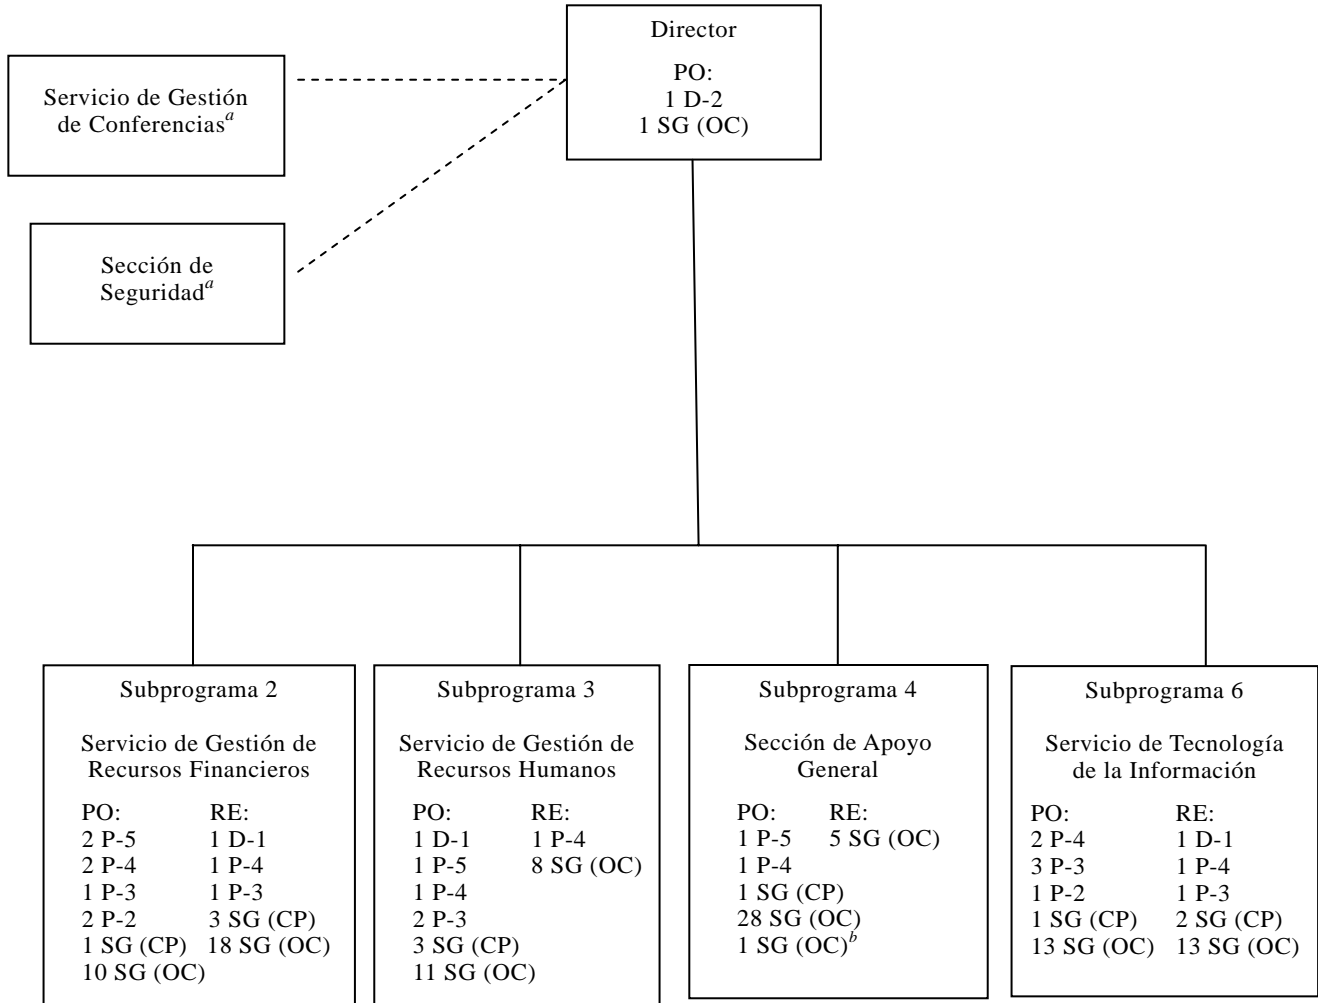 Director
PO:
1 D-2
1 SG (OC)
Servicio de Gestión
de Conferencias^a
Sección de
Seguridad^a
Subprograma 2
Servicio de Gestión de
Recursos Financieros
PO: RE:
2 P-5 1 D-1
2 P-4 1 P-4
1 P-3 1 P-3
2 P-2 3 SG (CP)
1 SG (CP) 18 SG (OC)
10 SG (OC)
Subprograma 3
Servicio de Gestión de
Recursos Humanos
PO: RE:
1 D-1 1 P-4
1 P-5 8 SG (OC)
1 P-4
2 P-3
3 SG (CP)
11 SG (OC)
Subprograma 4
Sección de Apoyo
General
PO: RE:
1 P-5 5 SG (OC)
1 P-4
1 SG (CP)
28 SG (OC)
1 SG (OC)^b
Subprograma 6
Servicio de Tecnología
de la Información
PO: RE:
2 P-4 1 D-1
3 P-3 1 P-4
1 P-2 1 P-3
1 SG (CP) 2 SG (CP)
13 SG (OC) 13 SG (OC)